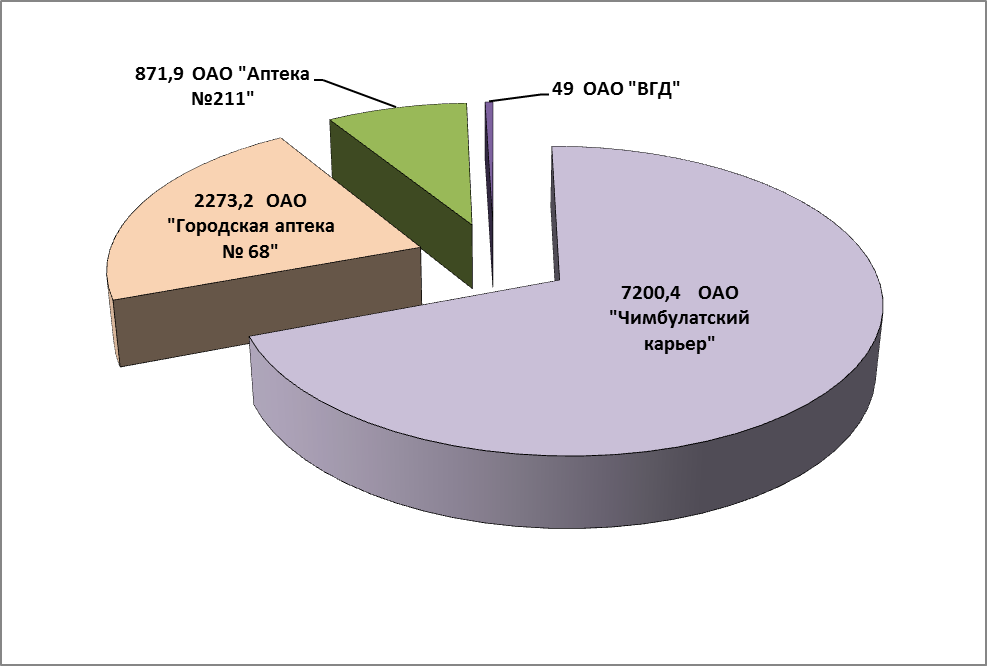 871,9 ОАО "Аптека
№211"
49 ОАО "ВГД"
2273,2 ОАО
"Городская аптека
№ 68"
7200,4 ОАО
"Чимбулатский
карьер"